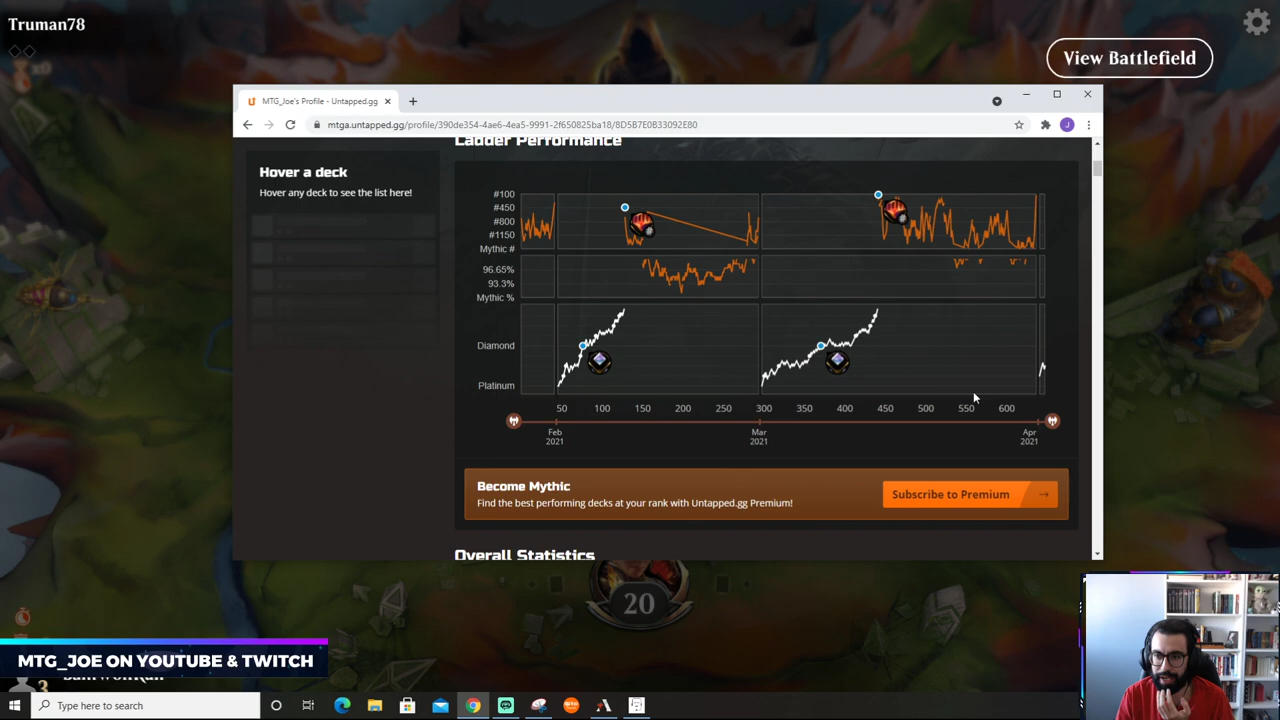 Truman78
x0
View Battlefield
MTG_Joe's Profile - Untapped.gg
mtga.untapped.gg/profile/390de354-4ae6-4ea5-9991-2f650825ba18/8D5B7E0B33092E80
Hover a deck
Hover any deck to see the list here!
Ladder Performance
#100
#450
#800
#1150
Mythic #
96.65%
93.3%
Mythic %
Diamond
Platinum
50 100 150 200 250 300 350 400 450 500 550 600
Feb 2021
Mar 2021
Apr 2021
Become Mythic
Find the best performing decks at your rank with Untapped.gg Premium!
Subscribe to Premium
Overall Statistics
20
MTG_JOE ON YOUTUBE & TWITCH
3
Type here to search